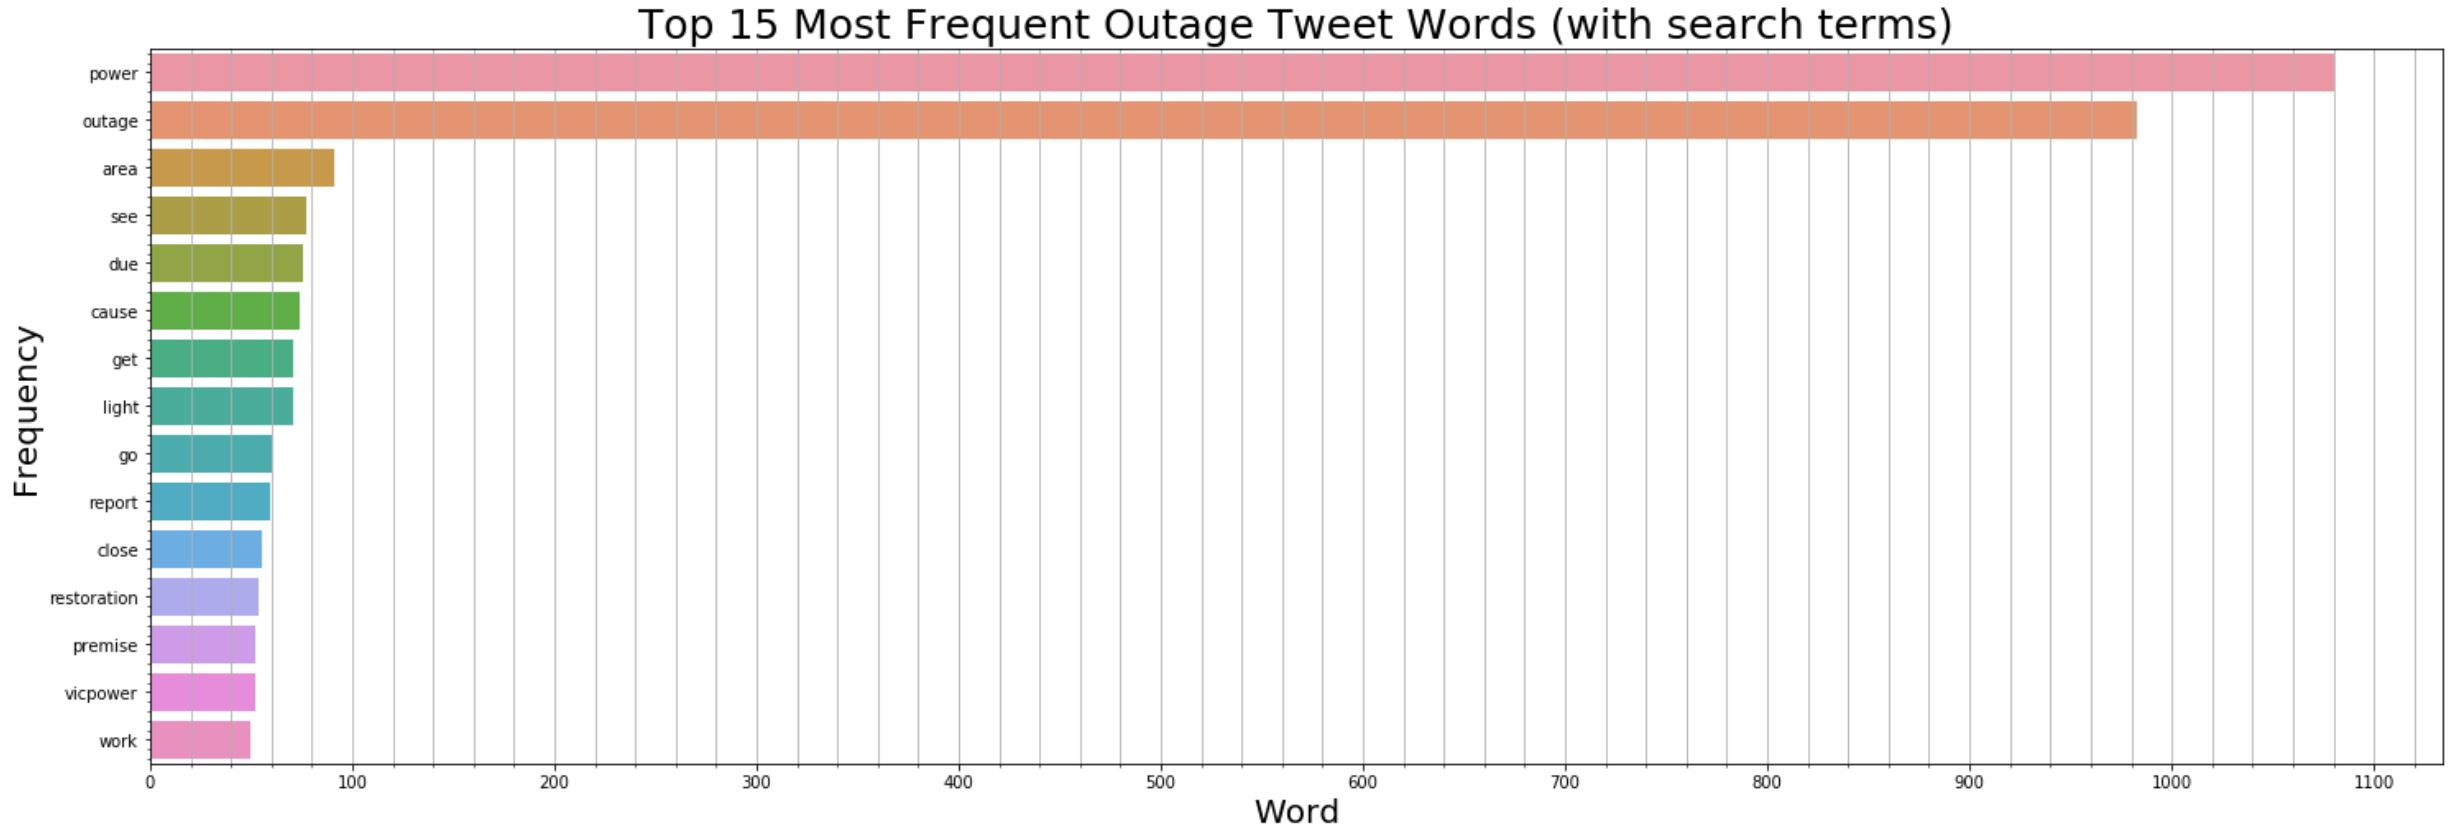 Top 15 Most Frequent Outage Tweet Words (with search terms)
Frequency
power
outage
area
see
due
cause
get
light
go
report
close
restoration
premise
vicpower
work
0 100 200 300 400 500 600 700 800 900 1000 1100
Word